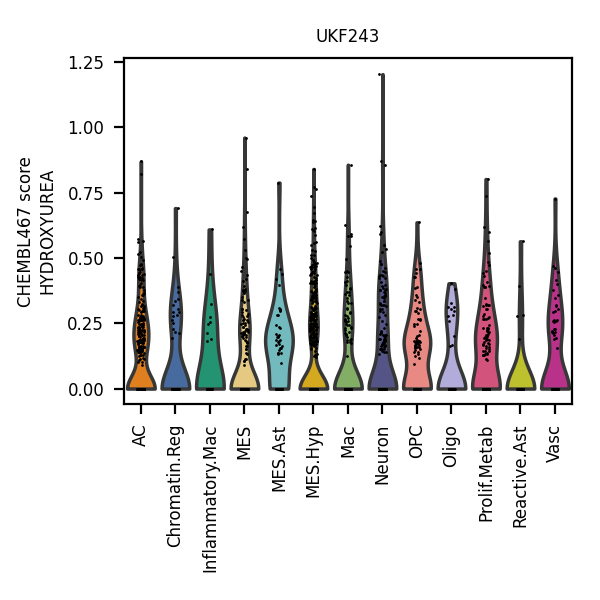 UKF243
CHEMBL467 score
HYDROXYUREA
1.25
1.00
0.75
0.50
0.25
0.00
AC
Chromatin.Reg
Inflammatory.Mac
MES
MES.Ast
MES.Hyp
Mac
Neuron
OPC
Oligo
Prolif.Metab
Reactive.Ast
Vasc